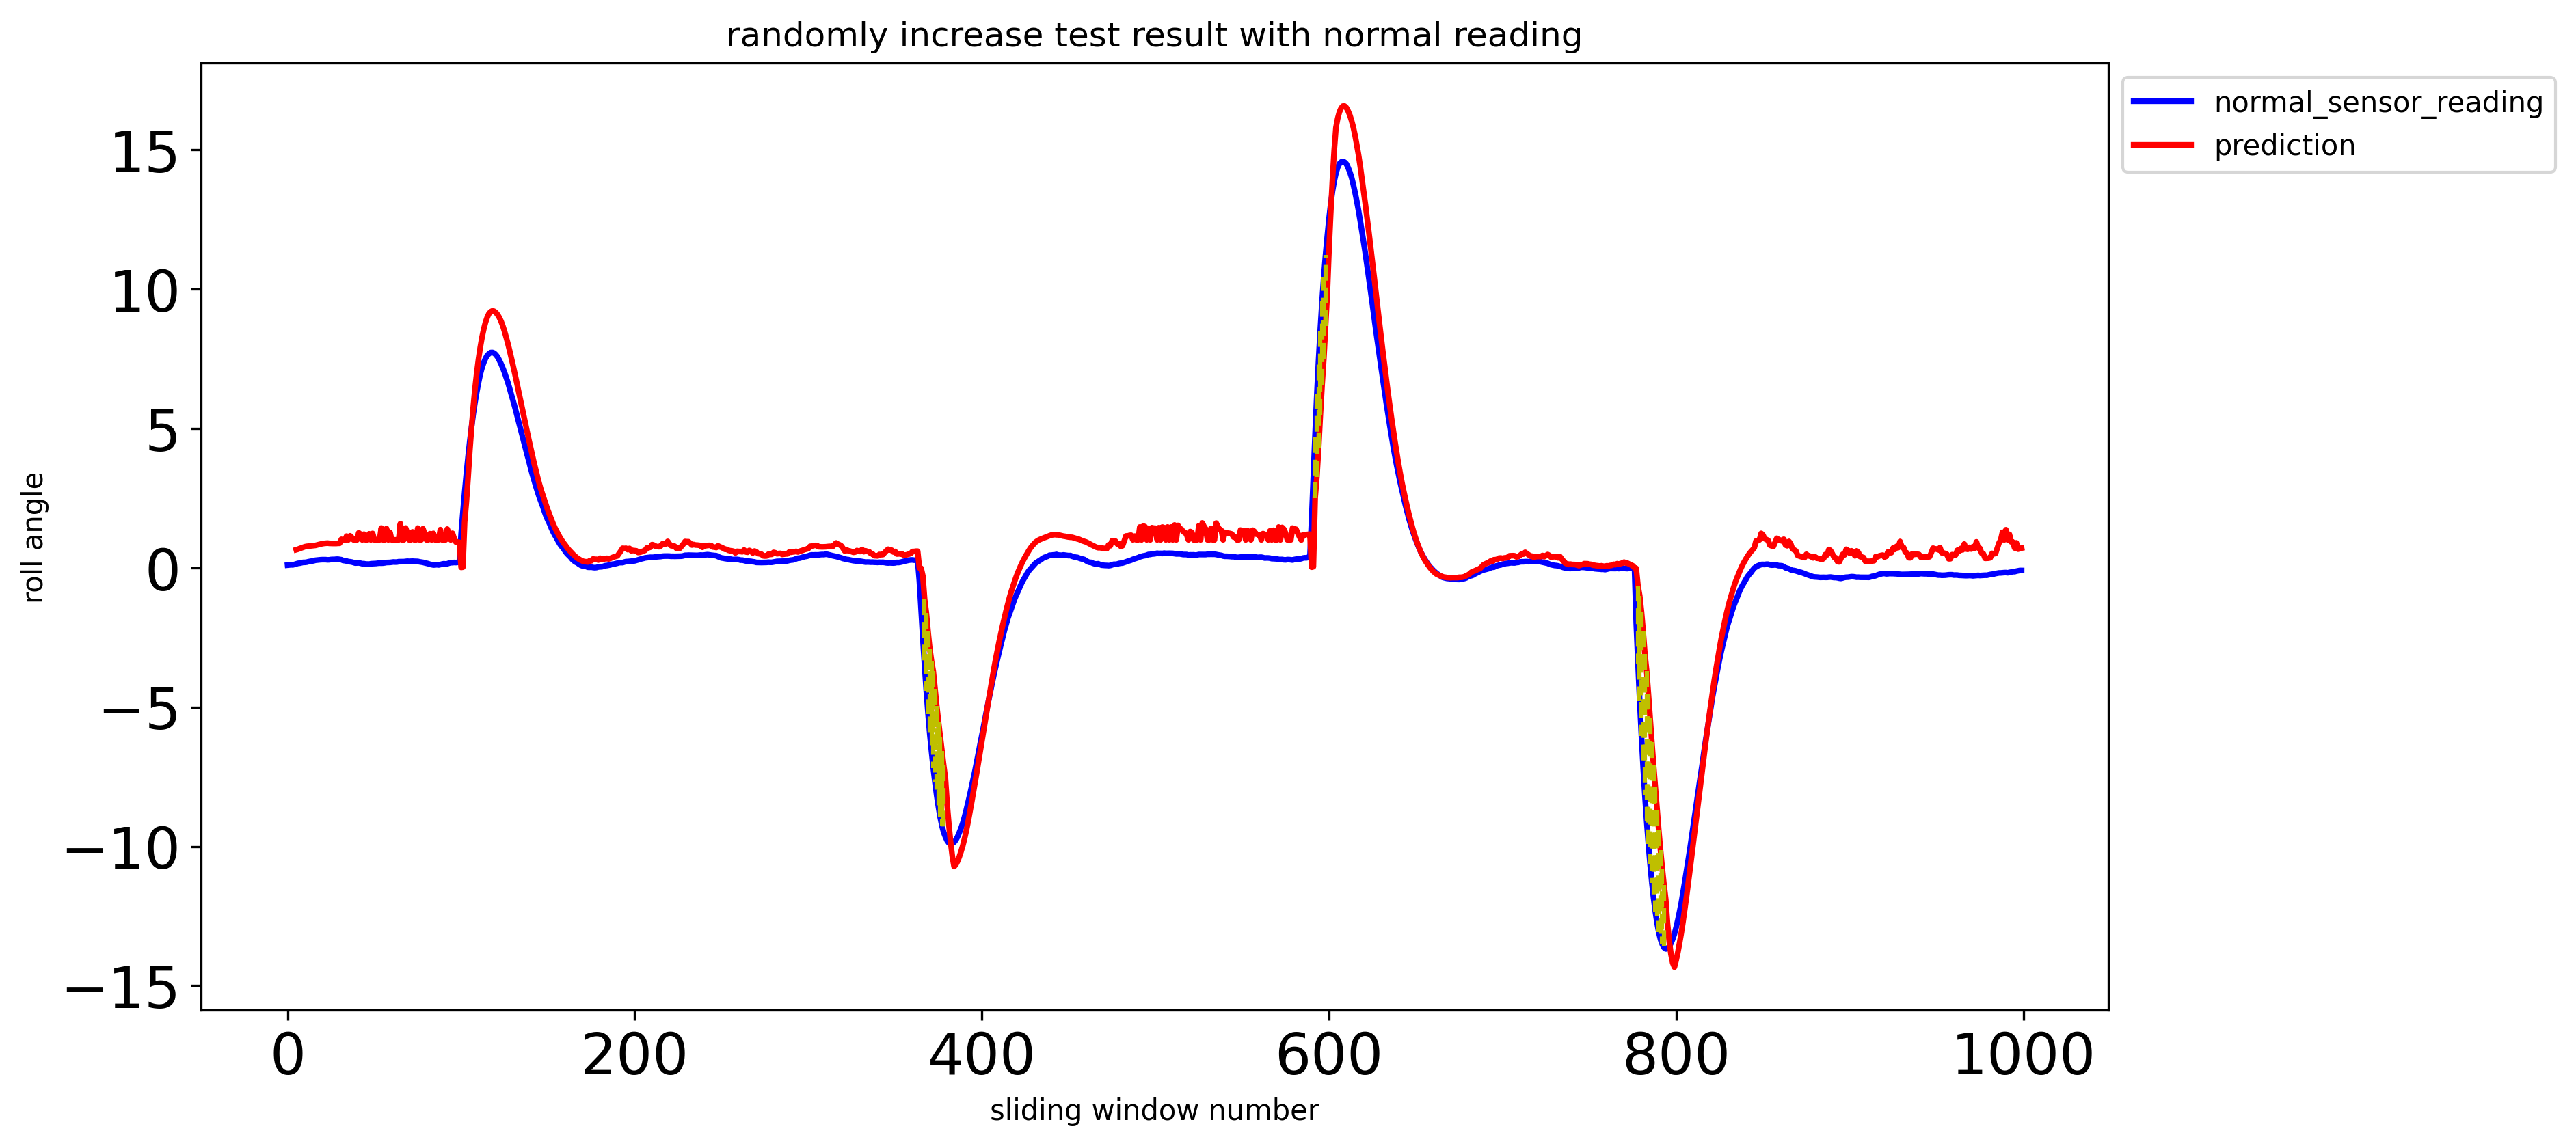 randomly increase test result with normal reading
normal_sensor_reading
prediction
roll angle
15
10
5
0
−5
−10
−15
0 200 400 600 800 1000
sliding window number